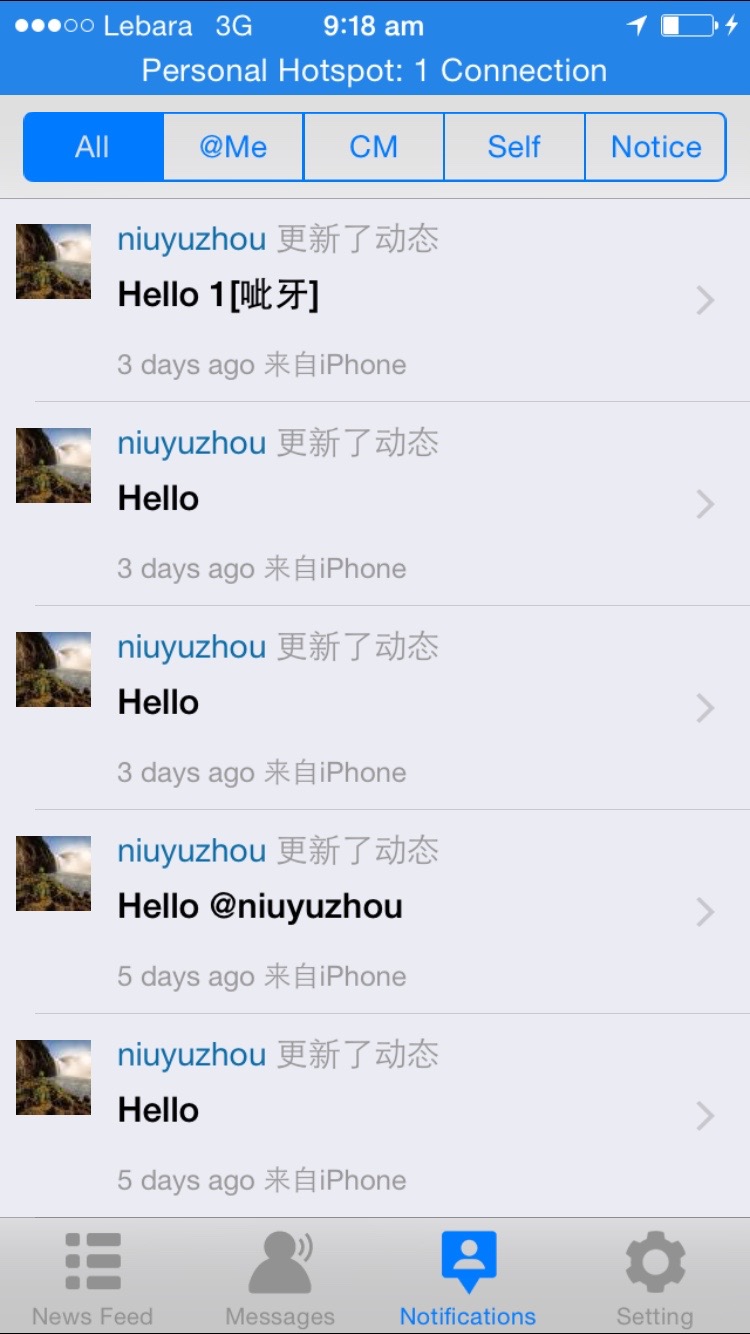 Lebara 3G 9:18 am
Personal Hotspot: 1 Connection
All @Me CM Self Notice
niuyuzhou 更新了动态
Hello 1[呲牙]
3 days ago 来自iPhone
niuyuzhou 更新了动态
Hello
3 days ago 来自iPhone
niuyuzhou 更新了动态
Hello
3 days ago 来自iPhone
niuyuzhou 更新了动态
Hello @niuyuzhou
5 days ago 来自iPhone
niuyuzhou 更新了动态
Hello
5 days ago 来自iPhone
News Feed Messages Notifications Setting